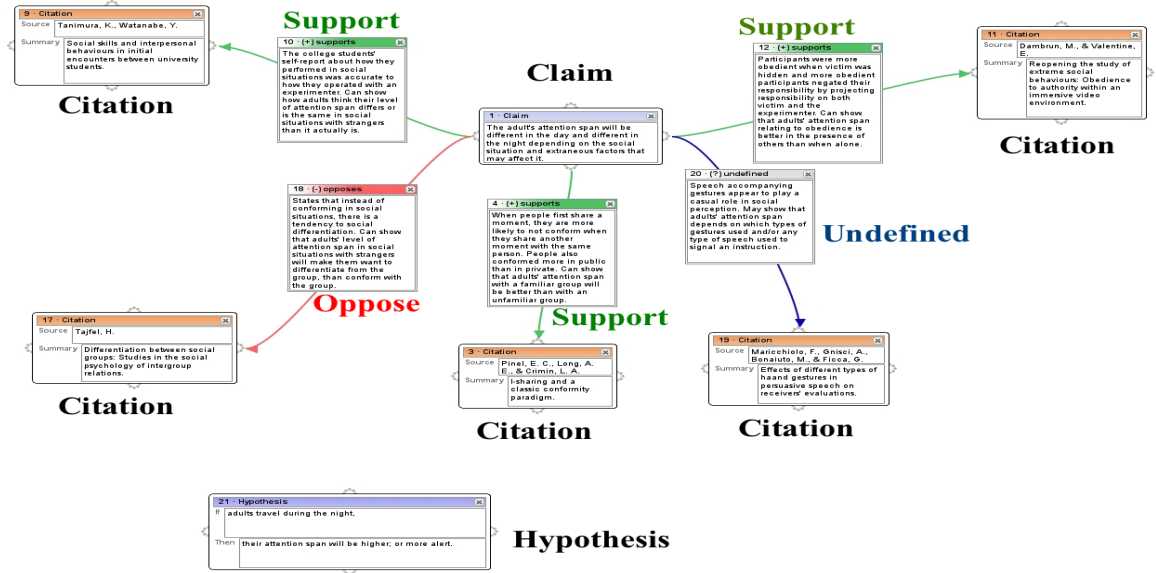 9 · Citation
Source Tanimura, K., Watanabe, Y.
Summary Social skills and interpersonal
behaviours in initial
encounters between university
students.
Citation
Support
10 · (+) supports
The college students'
self-report about how they
performed in social
situations was accurate to
how they operated with an
experimenter. Can show
how adults think their level
of attention span differs or
is the same in social
situations with strangers
than it actually is.
Claim
1 · Claim
The adult's attention span will be
different in the day and different in
the night depending on the social
situation and extraneous factors that
may affect it.
Support
12 · (+) supports
Participants were more
obedient when victim was
hidden and more obedient
participants negated their
responsibility by projecting
responsibility on both
victim and the
experimenter. Can show
that adults' attention span
relating to obedience is
better in the presence of
others than when alone.
11 · Citation
Source Dambrun, M., & Valentine,
E.
Summary Reopening the study of
extreme social
behaviours: Obedience
to authority within an
immersive video
environment.
Citation
18 · (-) opposes
States that instead of
conforming in social
situations, there is a
tendency to social
differentiation. Can show
that adults' level of
attention span in social
situations with strangers
will make them want to
differentiate from the
group, than conform with
the group.
Oppose
4 · (+) supports
When people first share a
moment, they are more
likely to not conform when
they share another
moment with the same
person. People also
conformed more in public
than in private. Can show
that adults' attention span
with a familiar group will
be better than with an
unfamiliar group.
Support
20 · (?) undefined
Speech accompanying
gestures appear to play a
casual role in social
perception. May show that
adults' attention span
depends on which types of
gestures used and/or any
type of speech used to
signal an instruction.
Undefined
17 · Citation
Source Tajfel, H.
Summary Differentiation between social
groups: Studies in the social
psychology of intergroup
relations.
Citation
3 · Citation
Source Pinel, E. C., Long, A.
E., & Crimin, L. A.
Summary I-sharing and a
classic conformity
paradigm.
Citation
19 · Citation
Source Maricchiolo, F., Gnisci, A.,
Bonaiuto, M., & Ficca, G.
Summary Effects of different types of
haand gestures in
persuasive speech on
receivers' evaluations.
Citation
21 · Hypothesis
If adults travel during the night,
Then their attention span will be higher; or more alert.
Hypothesis